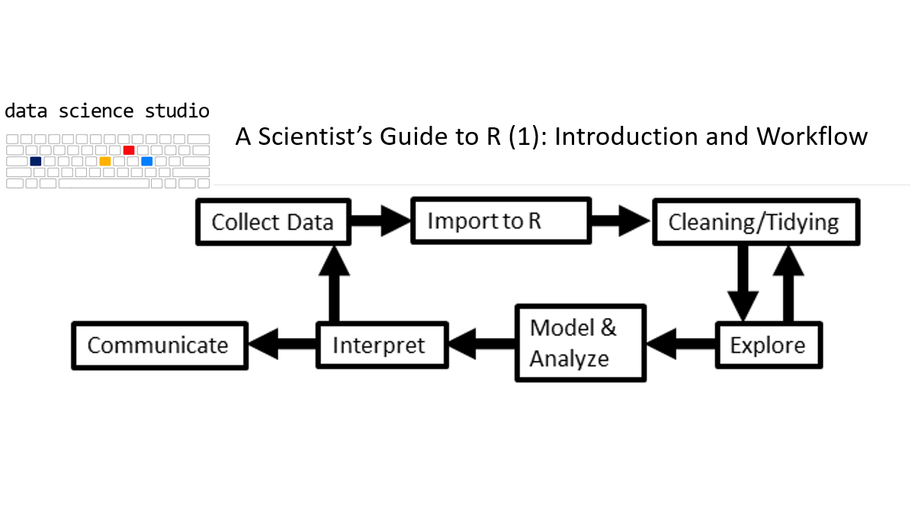 data science studio
A Scientist’s Guide to R (1): Introduction and Workflow
Collect Data
Import to R
Cleaning/Tidying
Communicate
Interpret
Model &
Analyze
Explore